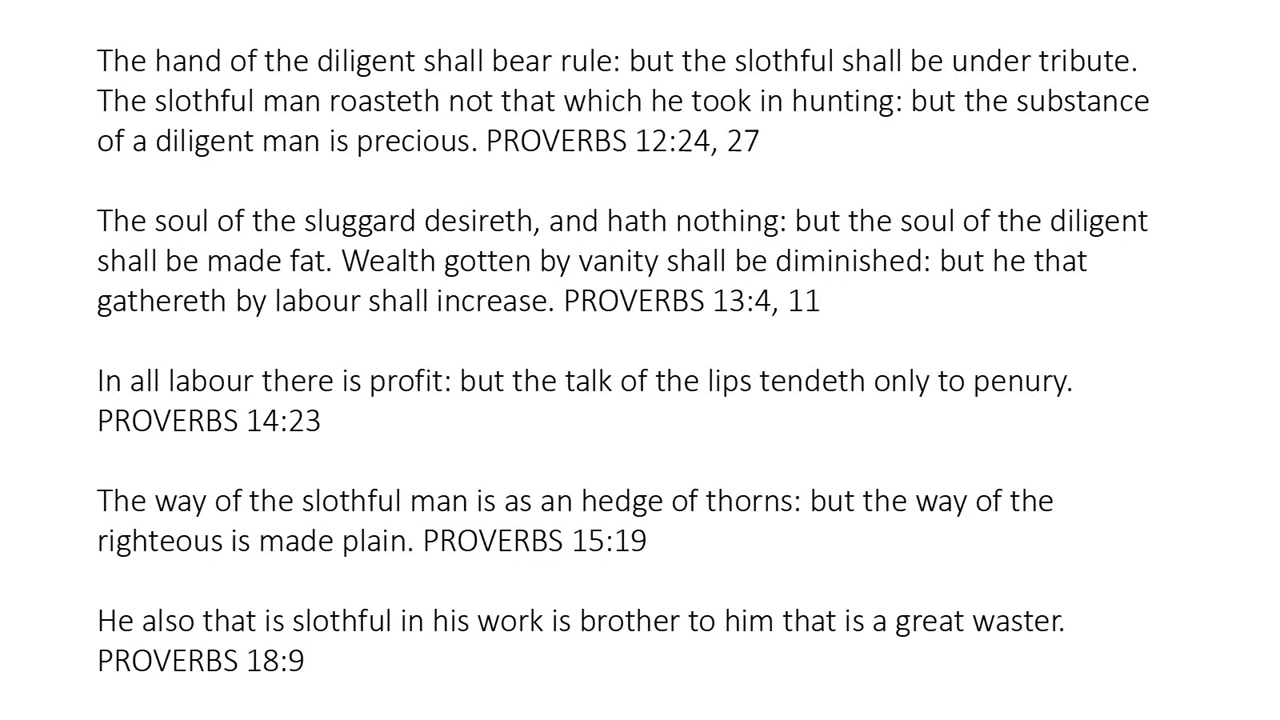 The hand of the diligent shall bear rule: but the slothful shall be under tribute.
The slothful man roasteth not that which he took in hunting: but the substance
of a diligent man is precious. PROVERBS 12:24, 27
The soul of the sluggard desireth, and hath nothing: but the soul of the diligent
shall be made fat. Wealth gotten by vanity shall be diminished: but he that
gathereth by labour shall increase. PROVERBS 13:4, 11
In all labour there is profit: but the talk of the lips tendeth only to penury.
PROVERBS 14:23
The way of the slothful man is as an hedge of thorns: but the way of the
righteous is made plain. PROVERBS 15:19
He also that is slothful in his work is brother to him that is a great waster.
PROVERBS 18:9